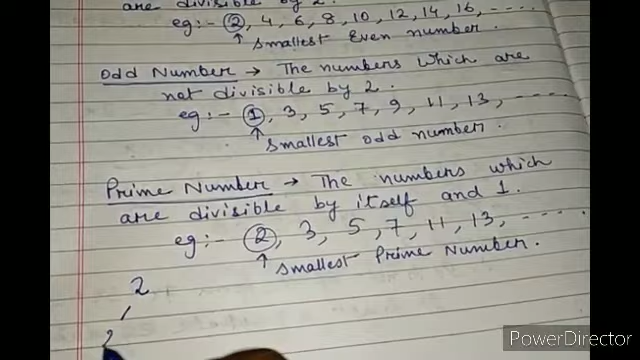 are divisible by 2.
eg:- 2, 4, 6, 8, 10, 12, 14, 16, ----
↑ Smallest Even number.
Odd Number → The numbers which are
not divisible by 2.
eg:- 1, 3, 5, 7, 9, 11, 13, ----
↑ Smallest odd number.
Prime Number → The numbers which
are divisible by itself and 1.
eg:- 2, 3, 5, 7, 11, 13, ----
↑ Smallest Prime Number.
2
PowerDirector